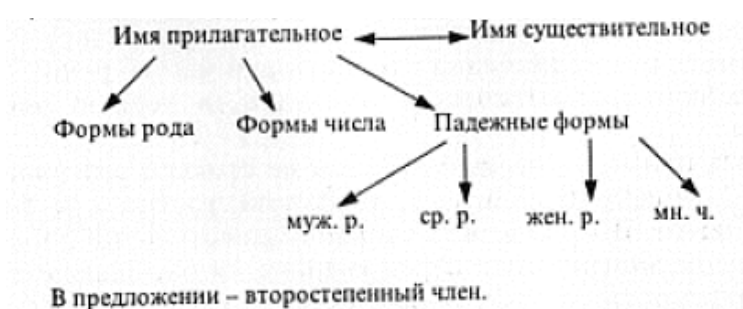 Имя прилагательное Имя существительное
Формы рода Формы числа Падежные формы
муж. р. ср. р. жен. р. мн. ч.
В предложении – второстепенный член.